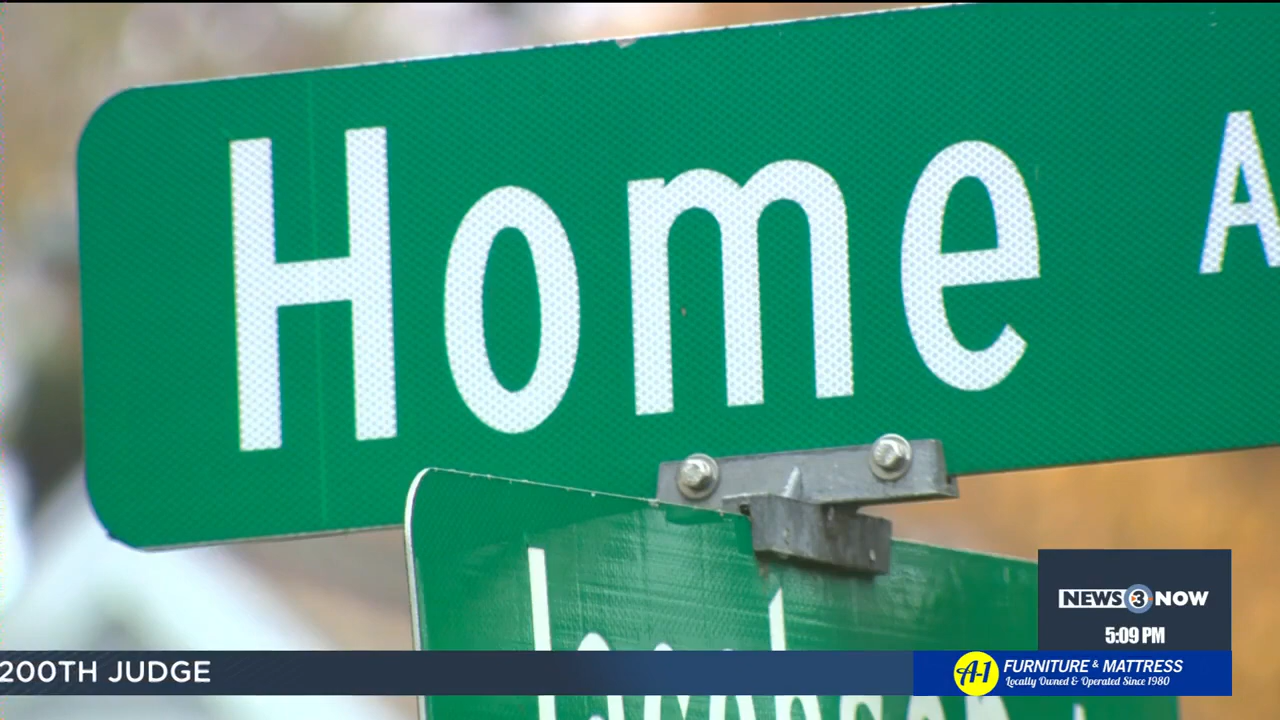 Home A
NEWS 3 NOW
5:09 PM
200TH JUDGE
A-1
FURNITURE & MATTRESS
Locally Owned & Operated Since 1980